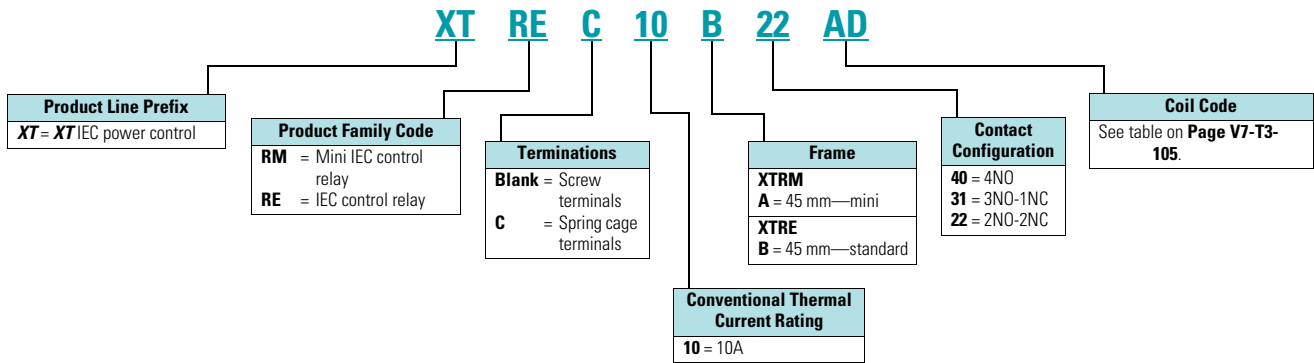 XT RE C 10 B 22 AD
Product Line Prefix
XT = XT IEC power control
Product Family Code
RM = Mini IEC control
relay
RE = IEC control relay
Terminations
Blank = Screw
terminals
C = Spring cage
terminals
Conventional Thermal
Current Rating
10 = 10A
Frame
XTRM
A = 45 mm—mini
XTRE
B = 45 mm—standard
Contact
Configuration
40 = 4NO
31 = 3NO-1NC
22 = 2NO-2NC
Coil Code
See table on Page V7-T3-
105.